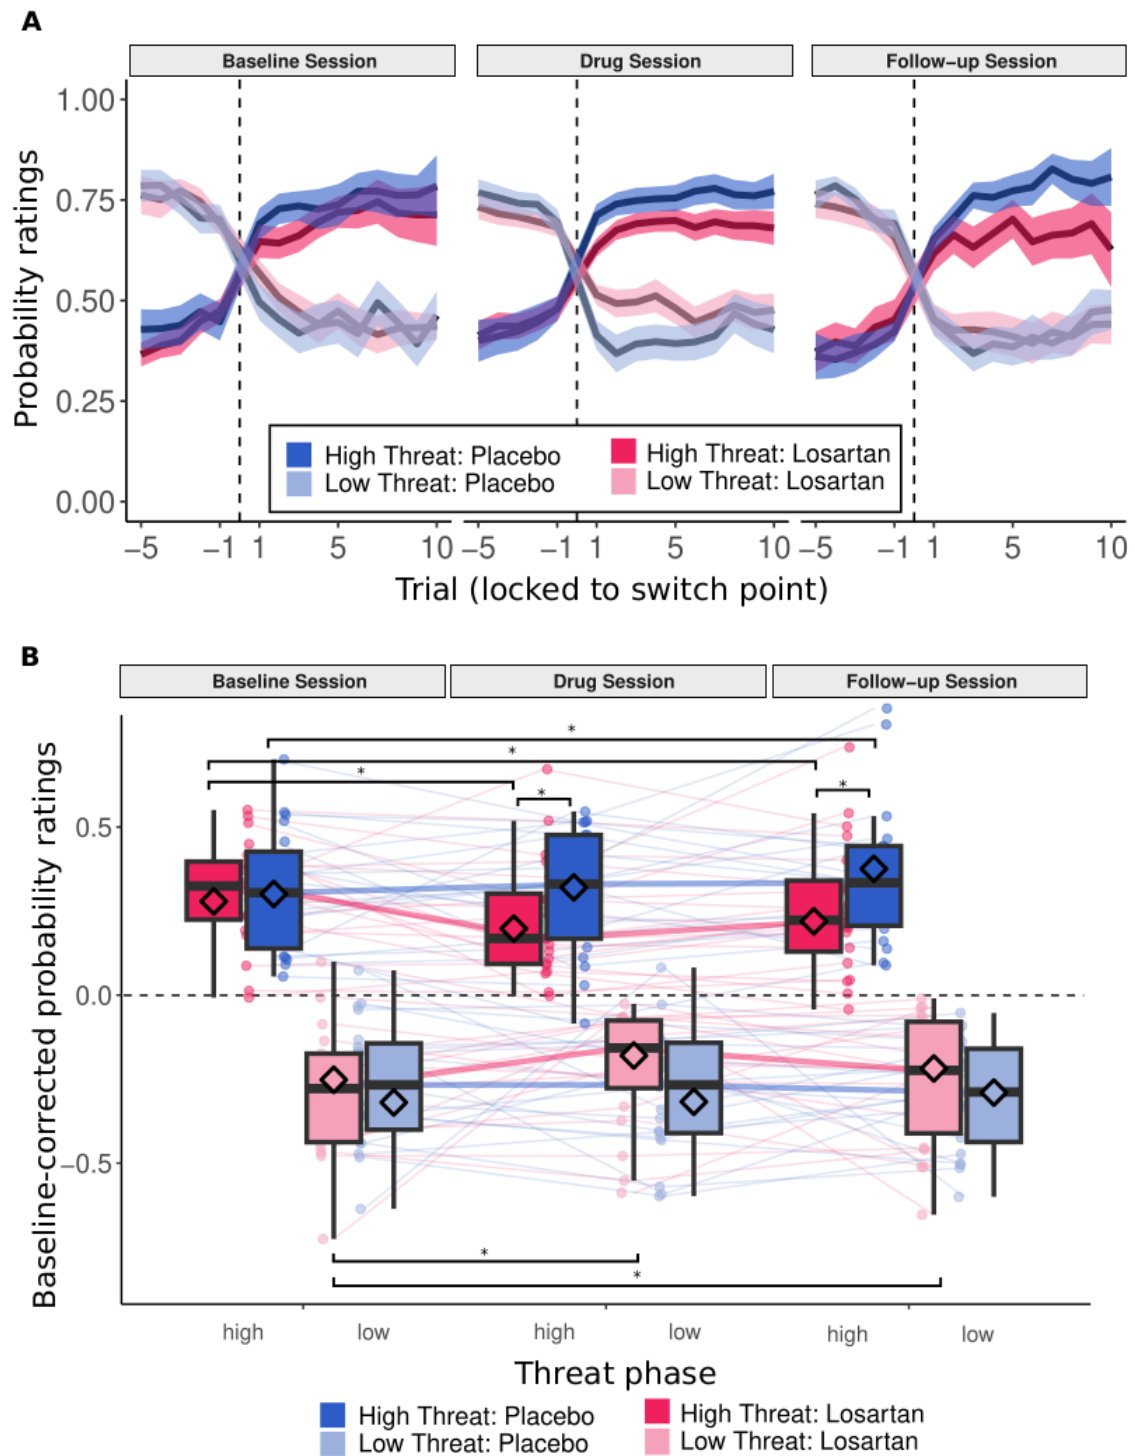 A
Baseline Session
Drug Session
Follow−up Session
Probability ratings
1.00
0.75
0.50
0.25
0.00
High Threat: Placebo
Low Threat: Placebo
High Threat: Losartan
Low Threat: Losartan
−5 −1 1 5 10
−5 −1 1 5 10
−5 −1 1 5 10
Trial (locked to switch point)
B
Baseline Session
Drug Session
Follow−up Session
Baseline-corrected probability ratings
0.5
0.0
−0.5
*
*
*
*
*
*
*
high low
high low
high low
Threat phase
High Threat: Placebo
Low Threat: Placebo
High Threat: Losartan
Low Threat: Losartan